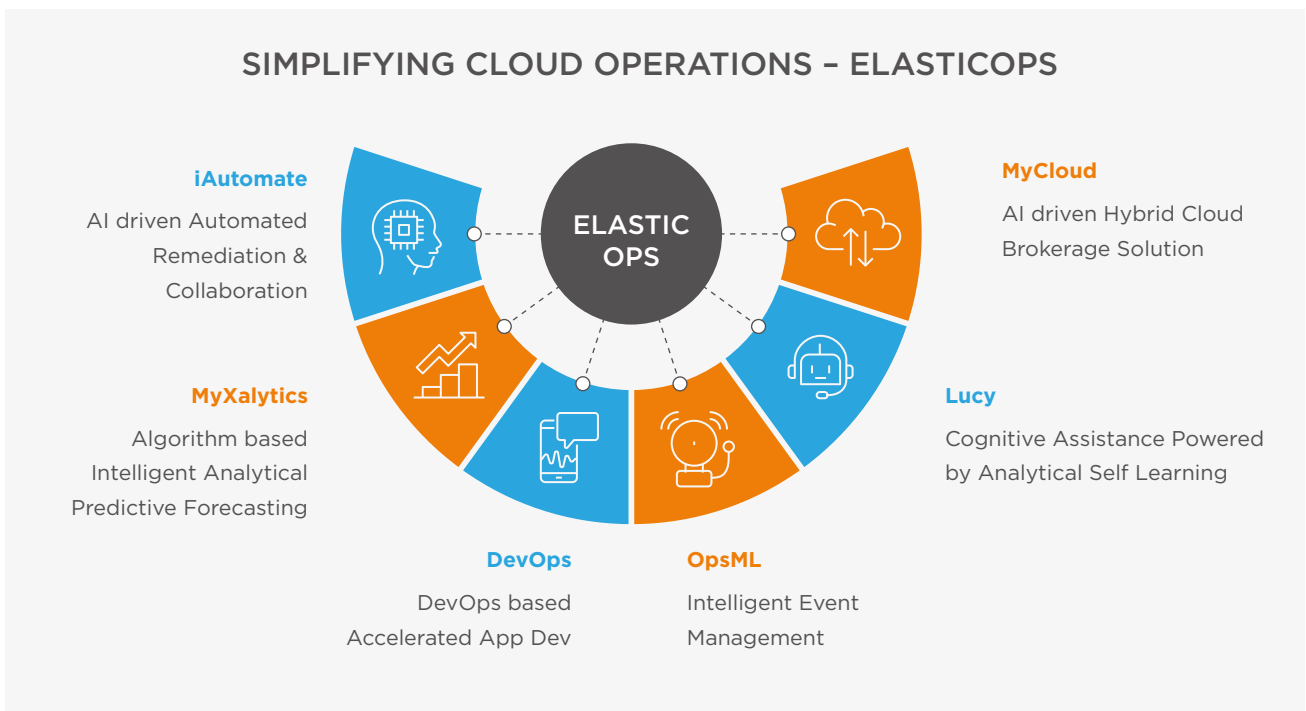 SIMPLIFYING CLOUD OPERATIONS – ELASTICOPS
iAutomate
AI driven Automated
Remediation &
Collaboration
MyXalytics
Algorithm based
Intelligent Analytical
Predictive Forecasting
DevOps
DevOps based
Accelerated App Dev
ELASTIC
OPS
OpsML
Intelligent Event
Management
Lucy
Cognitive Assistance Powered
by Analytical Self Learning
MyCloud
AI driven Hybrid Cloud
Brokerage Solution